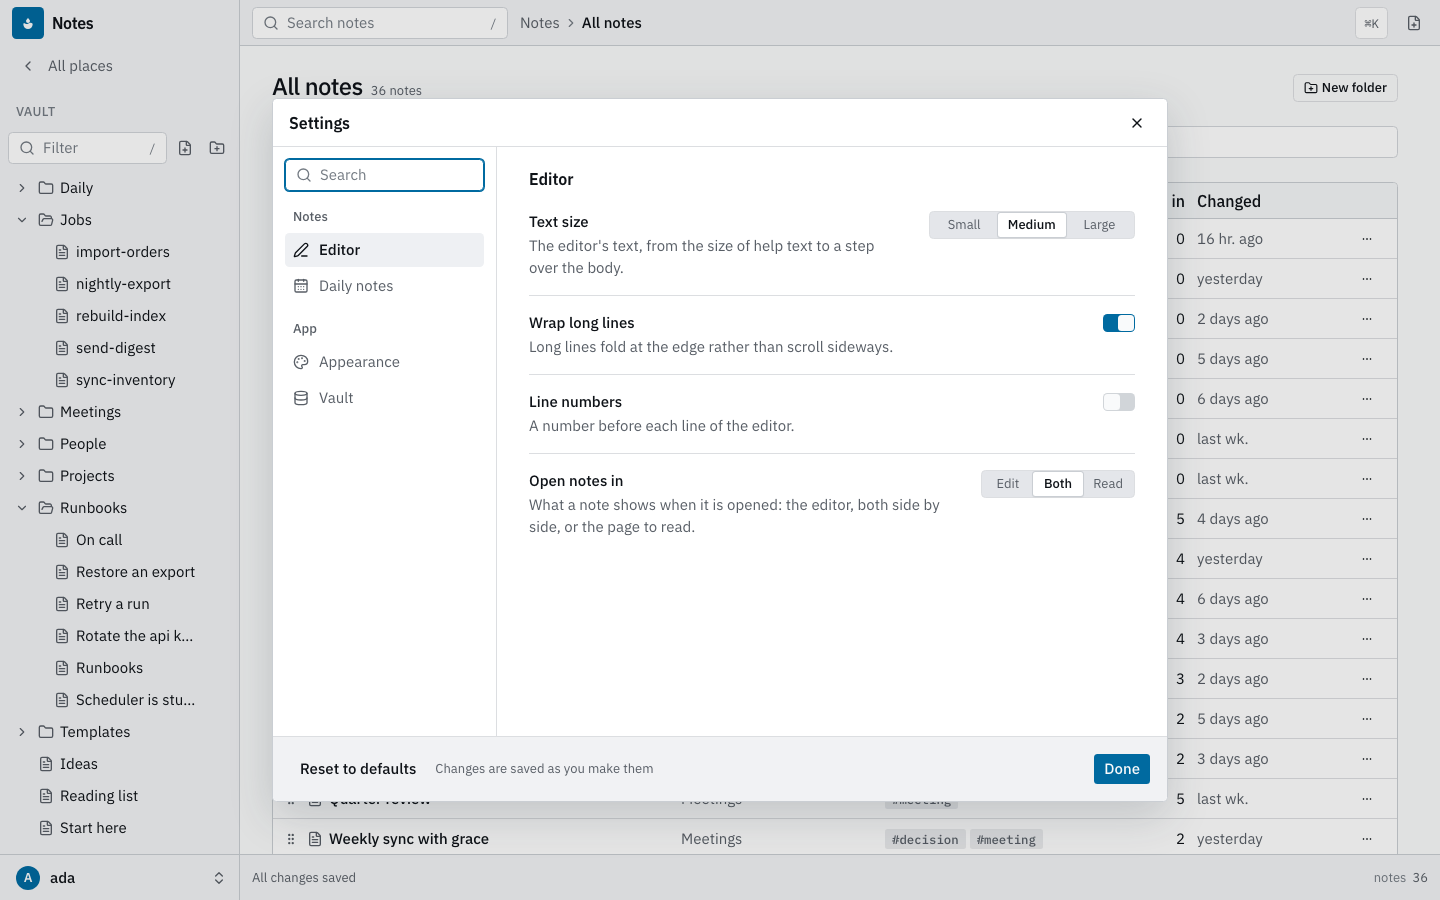 Notes
All places
VAULT
Filter /
Daily
Jobs
import-orders
nightly-export
rebuild-index
send-digest
sync-inventory
Meetings
People
Projects
Runbooks
On call
Restore an export
Retry a run
Rotate the api k...
Runbooks
Scheduler is stu...
Templates
Ideas
Reading list
Start here
A ada
Search notes /
Notes > All notes
⌘K
All notes 36 notes
New folder
Settings
Search
Notes
Editor
Daily notes
App
Appearance
Vault
Editor
Text size
The editor's text, from the size of help text to a step
over the body.
Small Medium Large
Wrap long lines
Long lines fold at the edge rather than scroll sideways.
Line numbers
A number before each line of the editor.
Open notes in
What a note shows when it is opened: the editor, both side by
side, or the page to read.
Edit Both Read
Reset to defaults
Changes are saved as you make them
Done
in Changed
0 16 hr. ago
0 yesterday
0 2 days ago
0 5 days ago
0 6 days ago
0 last wk.
0 last wk.
5 4 days ago
4 yesterday
4 6 days ago
4 3 days ago
3 2 days ago
2 5 days ago
2 3 days ago
Quarter review Meetings #meeting 5 last wk.
Weekly sync with grace Meetings #decision #meeting 2 yesterday
All changes saved
notes 36